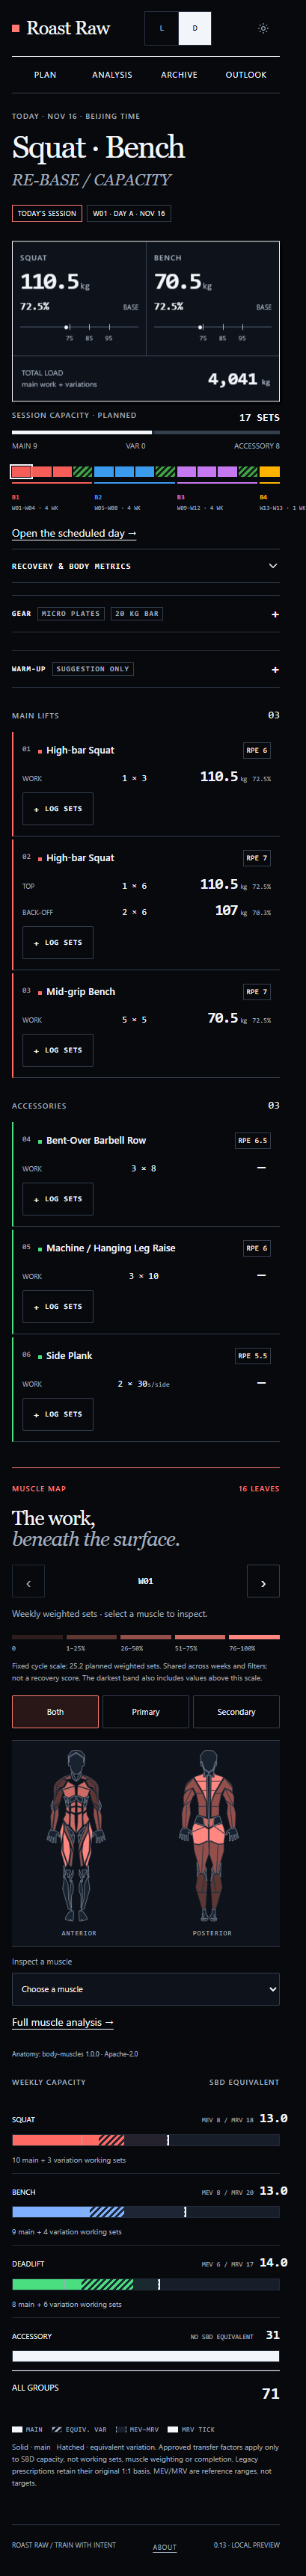 Roast Raw
L D
PLAN ANALYSIS ARCHIVE OUTLOOK
TODAY · NOV 16 · BEIJING TIME
Squat · Bench
RE-BASE / CAPACITY
TODAY'S SESSION W01 · DAY A · NOV 16
SQUAT BENCH
110.5 kg 70.5 kg
72.5% BASE 72.5% BASE
75 85 95 75 85 95
TOTAL LOAD
main work + variations
4,041 kg
SESSION CAPACITY · PLANNED 17 SETS
MAIN 9 VAR 0 ACCESSORY 8
B1 B2 B3 B4
W01–W04 · 4 WK W05–W08 · 4 WK W09–W12 · 4 WK W13–W13 · 1 WK
Open the scheduled day →
RECOVERY & BODY METRICS
GEAR MICRO PLATES 20 KG BAR +
WARM-UP SUGGESTION ONLY +
MAIN LIFTS 03
01 High-bar Squat RPE 6
WORK 1 × 3 110.5 kg 72.5%
+ LOG SETS
02 High-bar Squat RPE 7
TOP 1 × 6 110.5 kg 72.5%
BACK-OFF 2 × 6 107 kg 70.3%
+ LOG SETS
03 Mid-grip Bench RPE 7
WORK 5 × 5 70.5 kg 72.5%
+ LOG SETS
ACCESSORIES 03
04 Bent-Over Barbell Row RPE 6.5
WORK 3 × 8 —
+ LOG SETS
05 Machine / Hanging Leg Raise RPE 6
WORK 3 × 10 —
+ LOG SETS
06 Side Plank RPE 5.5
WORK 2 × 30s/side —
+ LOG SETS
MUSCLE MAP 16 LEAVES
The work,
beneath the surface.
‹ W01 ›
Weekly weighted sets · select a muscle to inspect.
0 1–25% 26–50% 51–75% 76–100%
Fixed cycle scale: 25.2 planned weighted sets. Shared across weeks and filters;
not a recovery score. The darkest band also includes values above this scale.
Both Primary Secondary
ANTERIOR POSTERIOR
Inspect a muscle
Choose a muscle
Full muscle analysis →
Anatomy: body-muscles 1.0.0 · Apache-2.0
WEEKLY CAPACITY SBD EQUIVALENT
SQUAT MEV 8 / MRV 18 13.0
10 main + 3 variation working sets
BENCH MEV 8 / MRV 20 13.0
9 main + 4 variation working sets
DEADLIFT MEV 6 / MRV 17 14.0
8 main + 6 variation working sets
ACCESSORY NO SBD EQUIVALENT 31
ALL GROUPS 71
MAIN EQUIV. VAR MEV–MRV MRV TICK
Solid · main Hatched · equivalent variation. Approved transfer factors apply only
to SBD capacity, not working sets, muscle weighting or completion. Legacy
prescriptions retain their original 1:1 basis. MEV/MRV are reference ranges, not
targets.
ROAST RAW / TRAIN WITH INTENT ABOUT 0.13 · LOCAL PREVIEW